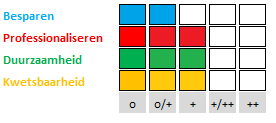 Besparen
Professionaliseren
Duurzaamheid
Kwetsbaarheid
o o/+ + +/++ ++